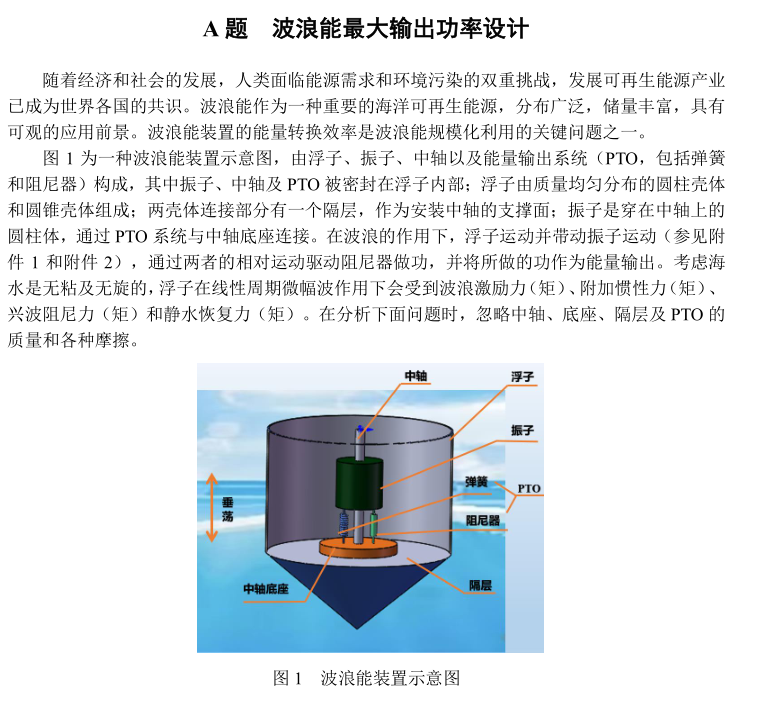 A 题　波浪能最大输出功率设计
随着经济和社会的发展，人类面临能源需求和环境污染的双重挑战，发展可再生能源产业
已成为世界各国的共识。波浪能作为一种重要的海洋可再生能源，分布广泛，储量丰富，具有
可观的应用前景。波浪能装置的能量转换效率是波浪能规模化利用的关键问题之一。
图 1 为一种波浪能装置示意图，由浮子、振子、中轴以及能量输出系统（PTO，包括弹簧
和阻尼器）构成，其中振子、中轴及 PTO 被密封在浮子内部；浮子由质量均匀分布的圆柱壳体
和圆锥壳体组成；两壳体连接部分有一个隔层，作为安装中轴的支撑面；振子是穿在中轴上的
圆柱体，通过 PTO 系统与中轴底座连接。在波浪的作用下，浮子运动并带动振子运动（参见附
件 1 和附件 2），通过两者的相对运动驱动阻尼器做功，并将所做的功作为能量输出。考虑海
水是无粘及无旋的，浮子在线性周期微幅波作用下会受到波浪激励力（矩）、附加惯性力（矩）、
兴波阻尼力（矩）和静水恢复力（矩）。在分析下面问题时，忽略中轴、底座、隔层及 PTO 的
质量和各种摩擦。
中轴
浮子
振子
弹簧
PTO
垂荡
阻尼器
中轴底座
隔层
图 1　波浪能装置示意图